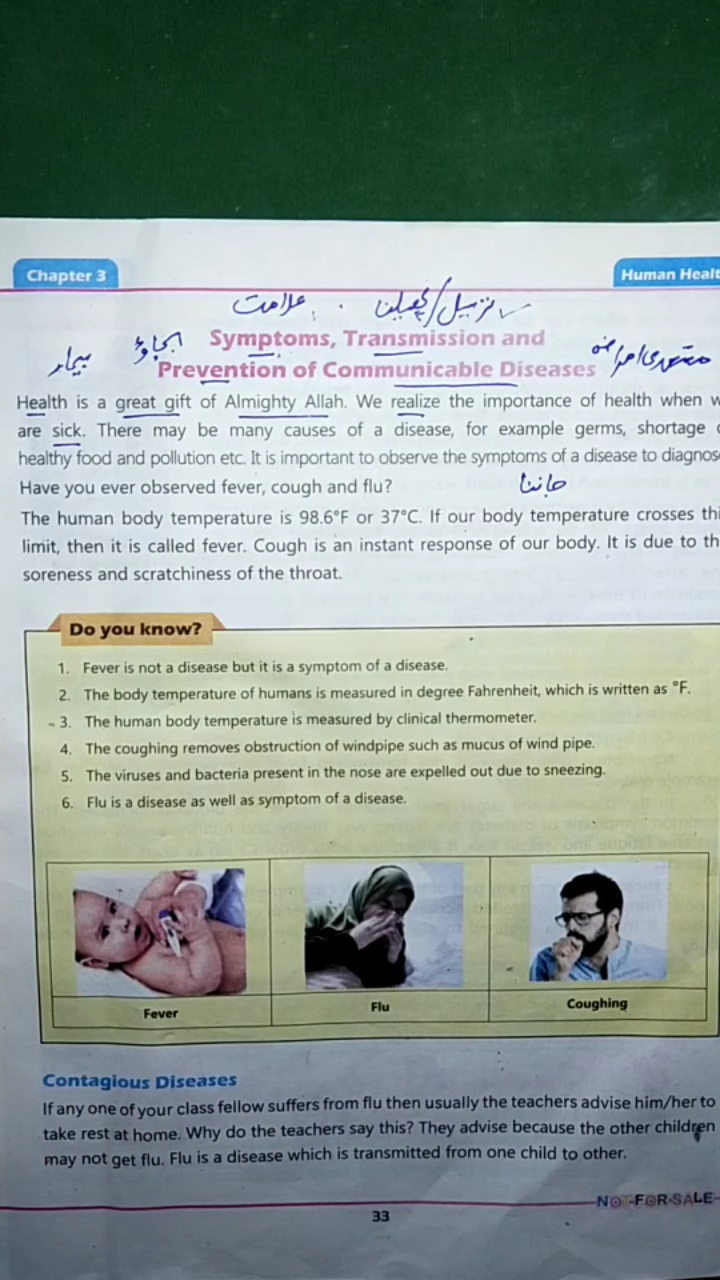 Chapter 3
Human Healt
علامت
ترسیل/پھیلنا
Symptoms, Transmission and
بیمار
بچاؤ
متعدی امراض
Prevention of Communicable Diseases
Health is a great gift of Almighty Allah. We realize the importance of health when w
are sick. There may be many causes of a disease, for example germs, shortage
healthy food and pollution etc. It is important to observe the symptoms of a disease to diagnos
Have you ever observed fever, cough and flu?
جاننا
The human body temperature is 98.6°F or 37°C. If our body temperature crosses thi
limit, then it is called fever. Cough is an instant response of our body. It is due to th
soreness and scratchiness of the throat.
Do you know?
1. Fever is not a disease but it is a symptom of a disease.
2. The body temperature of humans is measured in degree Fahrenheit, which is written as °F.
3. The human body temperature is measured by clinical thermometer.
4. The coughing removes obstruction of windpipe such as mucus of wind pipe.
5. The viruses and bacteria present in the nose are expelled out due to sneezing.
6. Flu is a disease as well as symptom of a disease.
Fever
Flu
Coughing
Contagious Diseases
If any one of your class fellow suffers from flu then usually the teachers advise him/her to
take rest at home. Why do the teachers say this? They advise because the other children
may not get flu. Flu is a disease which is transmitted from one child to other.
NOT FOR SALE
33